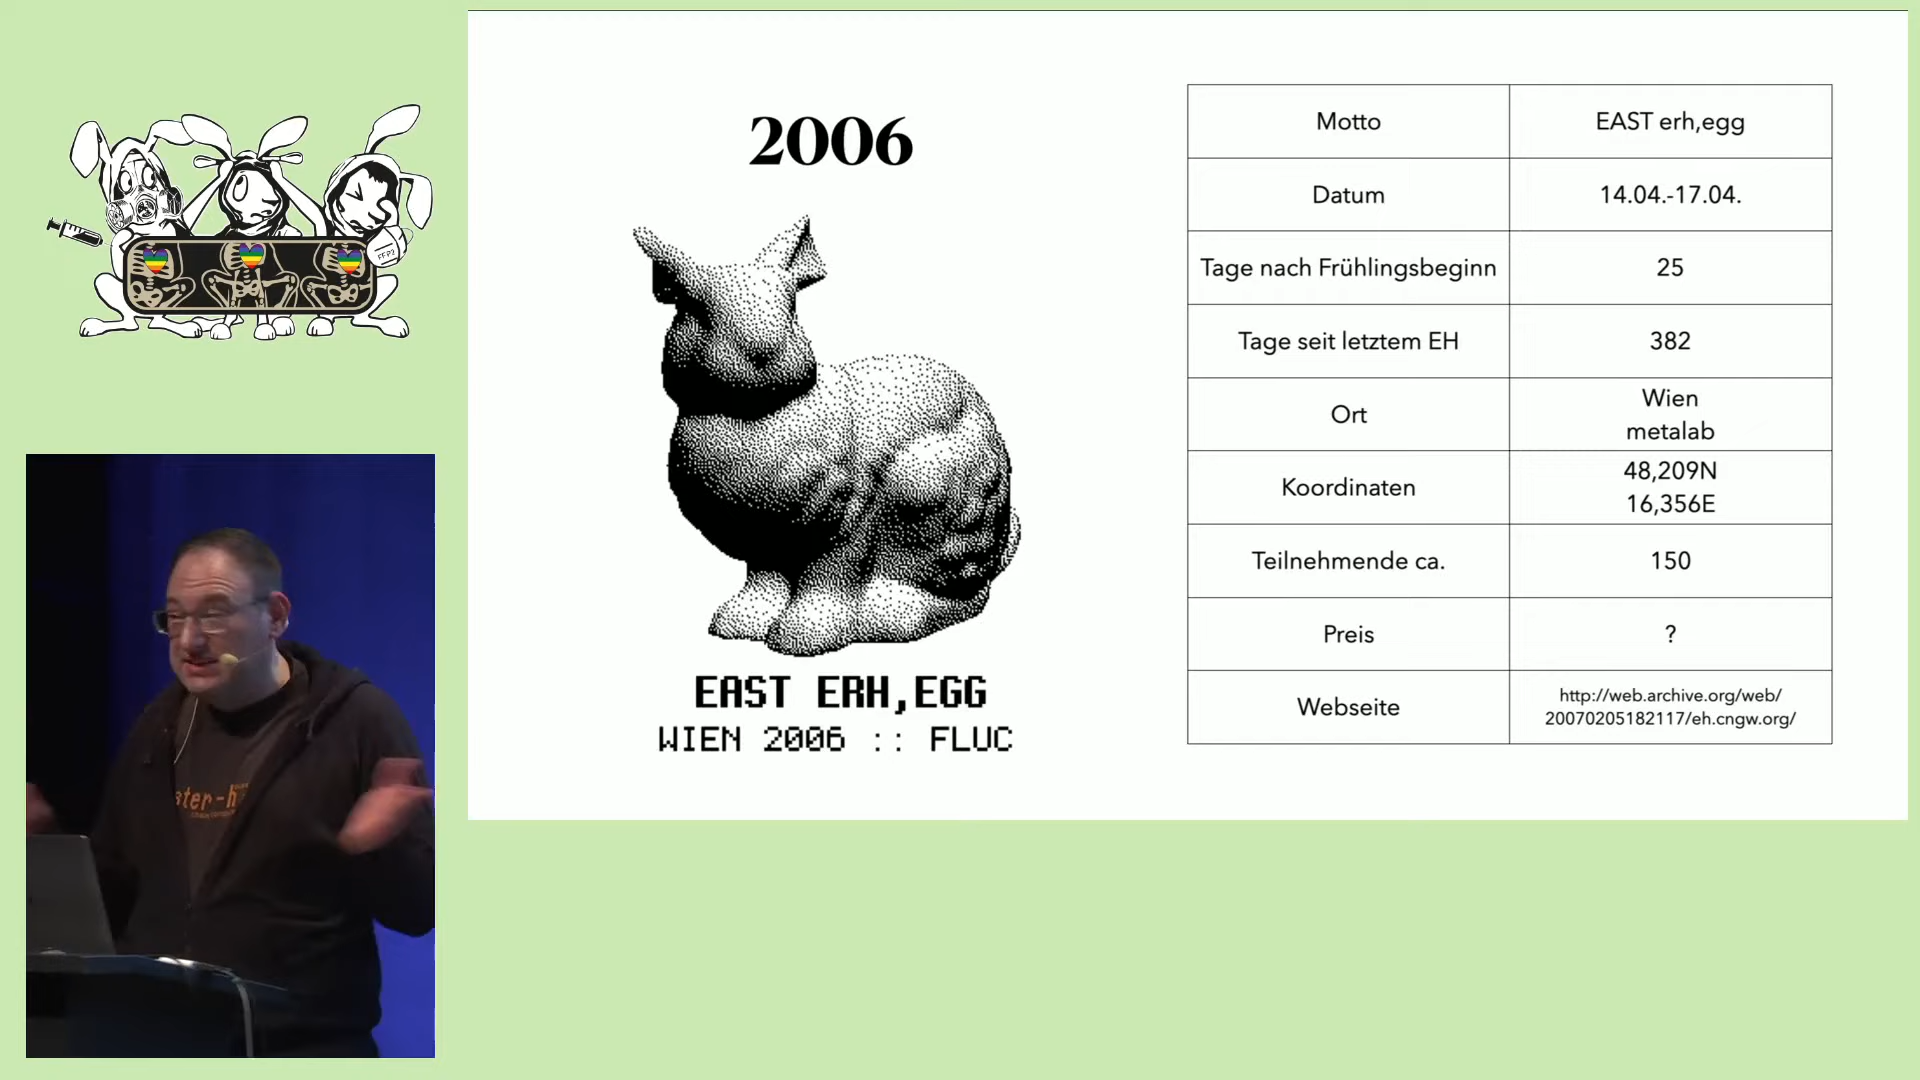 FFP2
2006
EAST ERH,EGG
WIEN 2006 :: FLUC
Motto EAST erh,egg
Datum 14.04.-17.04.
Tage nach Frühlingsbeginn 25
Tage seit letztem EH 382
Ort Wien
metalab
Koordinaten 48,209N
16,356E
Teilnehmende ca. 150
Preis ?
Webseite http://web.archive.org/web/
20070205182117/eh.cngw.org/
ster-h